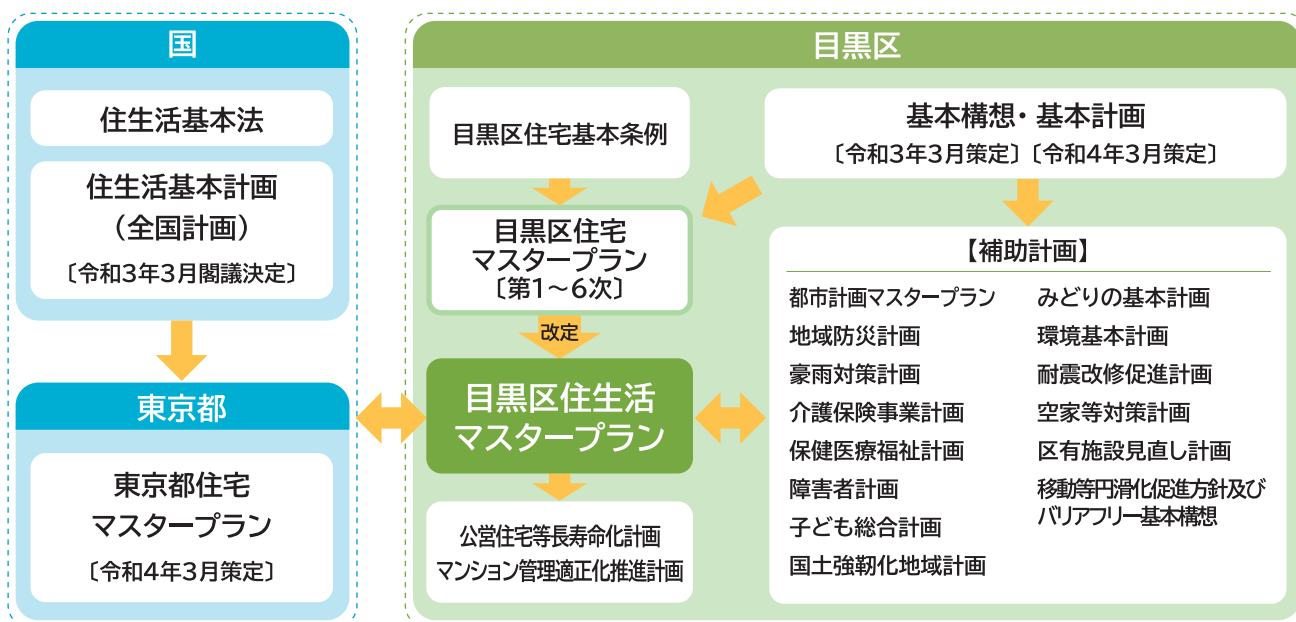 国
住生活基本法
住生活基本計画
（全国計画）
〔令和3年3月閣議決定〕
東京都
東京都住宅
マスタープラン
〔令和4年3月策定〕
目黒区
目黒区住宅基本条例
基本構想・基本計画
〔令和3年3月策定〕〔令和4年3月策定〕
目黒区住宅
マスタープラン
〔第1～6次〕
改定
目黒区住生活
マスタープラン
公営住宅等長寿命化計画
マンション管理適正化推進計画
【補助計画】
都市計画マスタープラン
地域防災計画
豪雨対策計画
介護保険事業計画
保健医療福祉計画
障害者計画
子ども総合計画
国土強靭化地域計画
みどりの基本計画
環境基本計画
耐震改修促進計画
空家等対策計画
区有施設見直し計画
移動等円滑化促進方針及び
バリアフリー基本構想